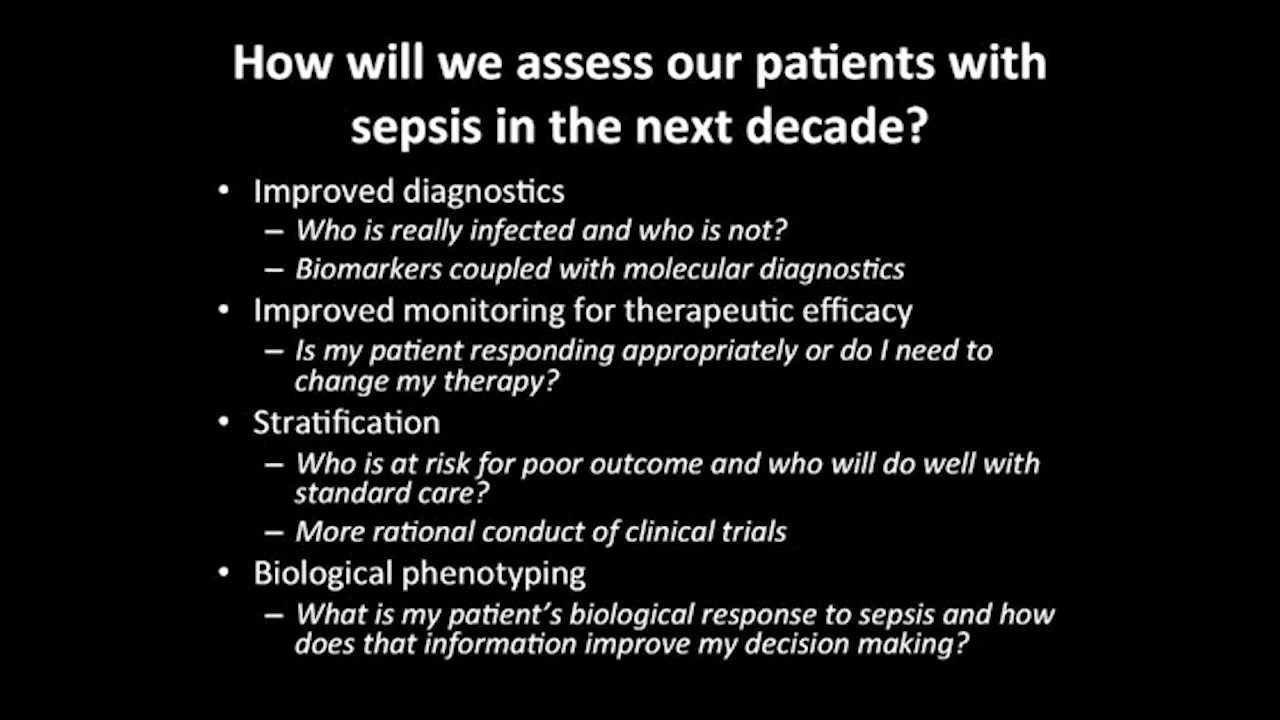 How will we assess our patients with
sepsis in the next decade?
• Improved diagnostics
– Who is really infected and who is not?
– Biomarkers coupled with molecular diagnostics
• Improved monitoring for therapeutic efficacy
– Is my patient responding appropriately or do I need to
change my therapy?
• Stratification
– Who is at risk for poor outcome and who will do well with
standard care?
– More rational conduct of clinical trials
• Biological phenotyping
– What is my patient’s biological response to sepsis and how
does that information improve my decision making?